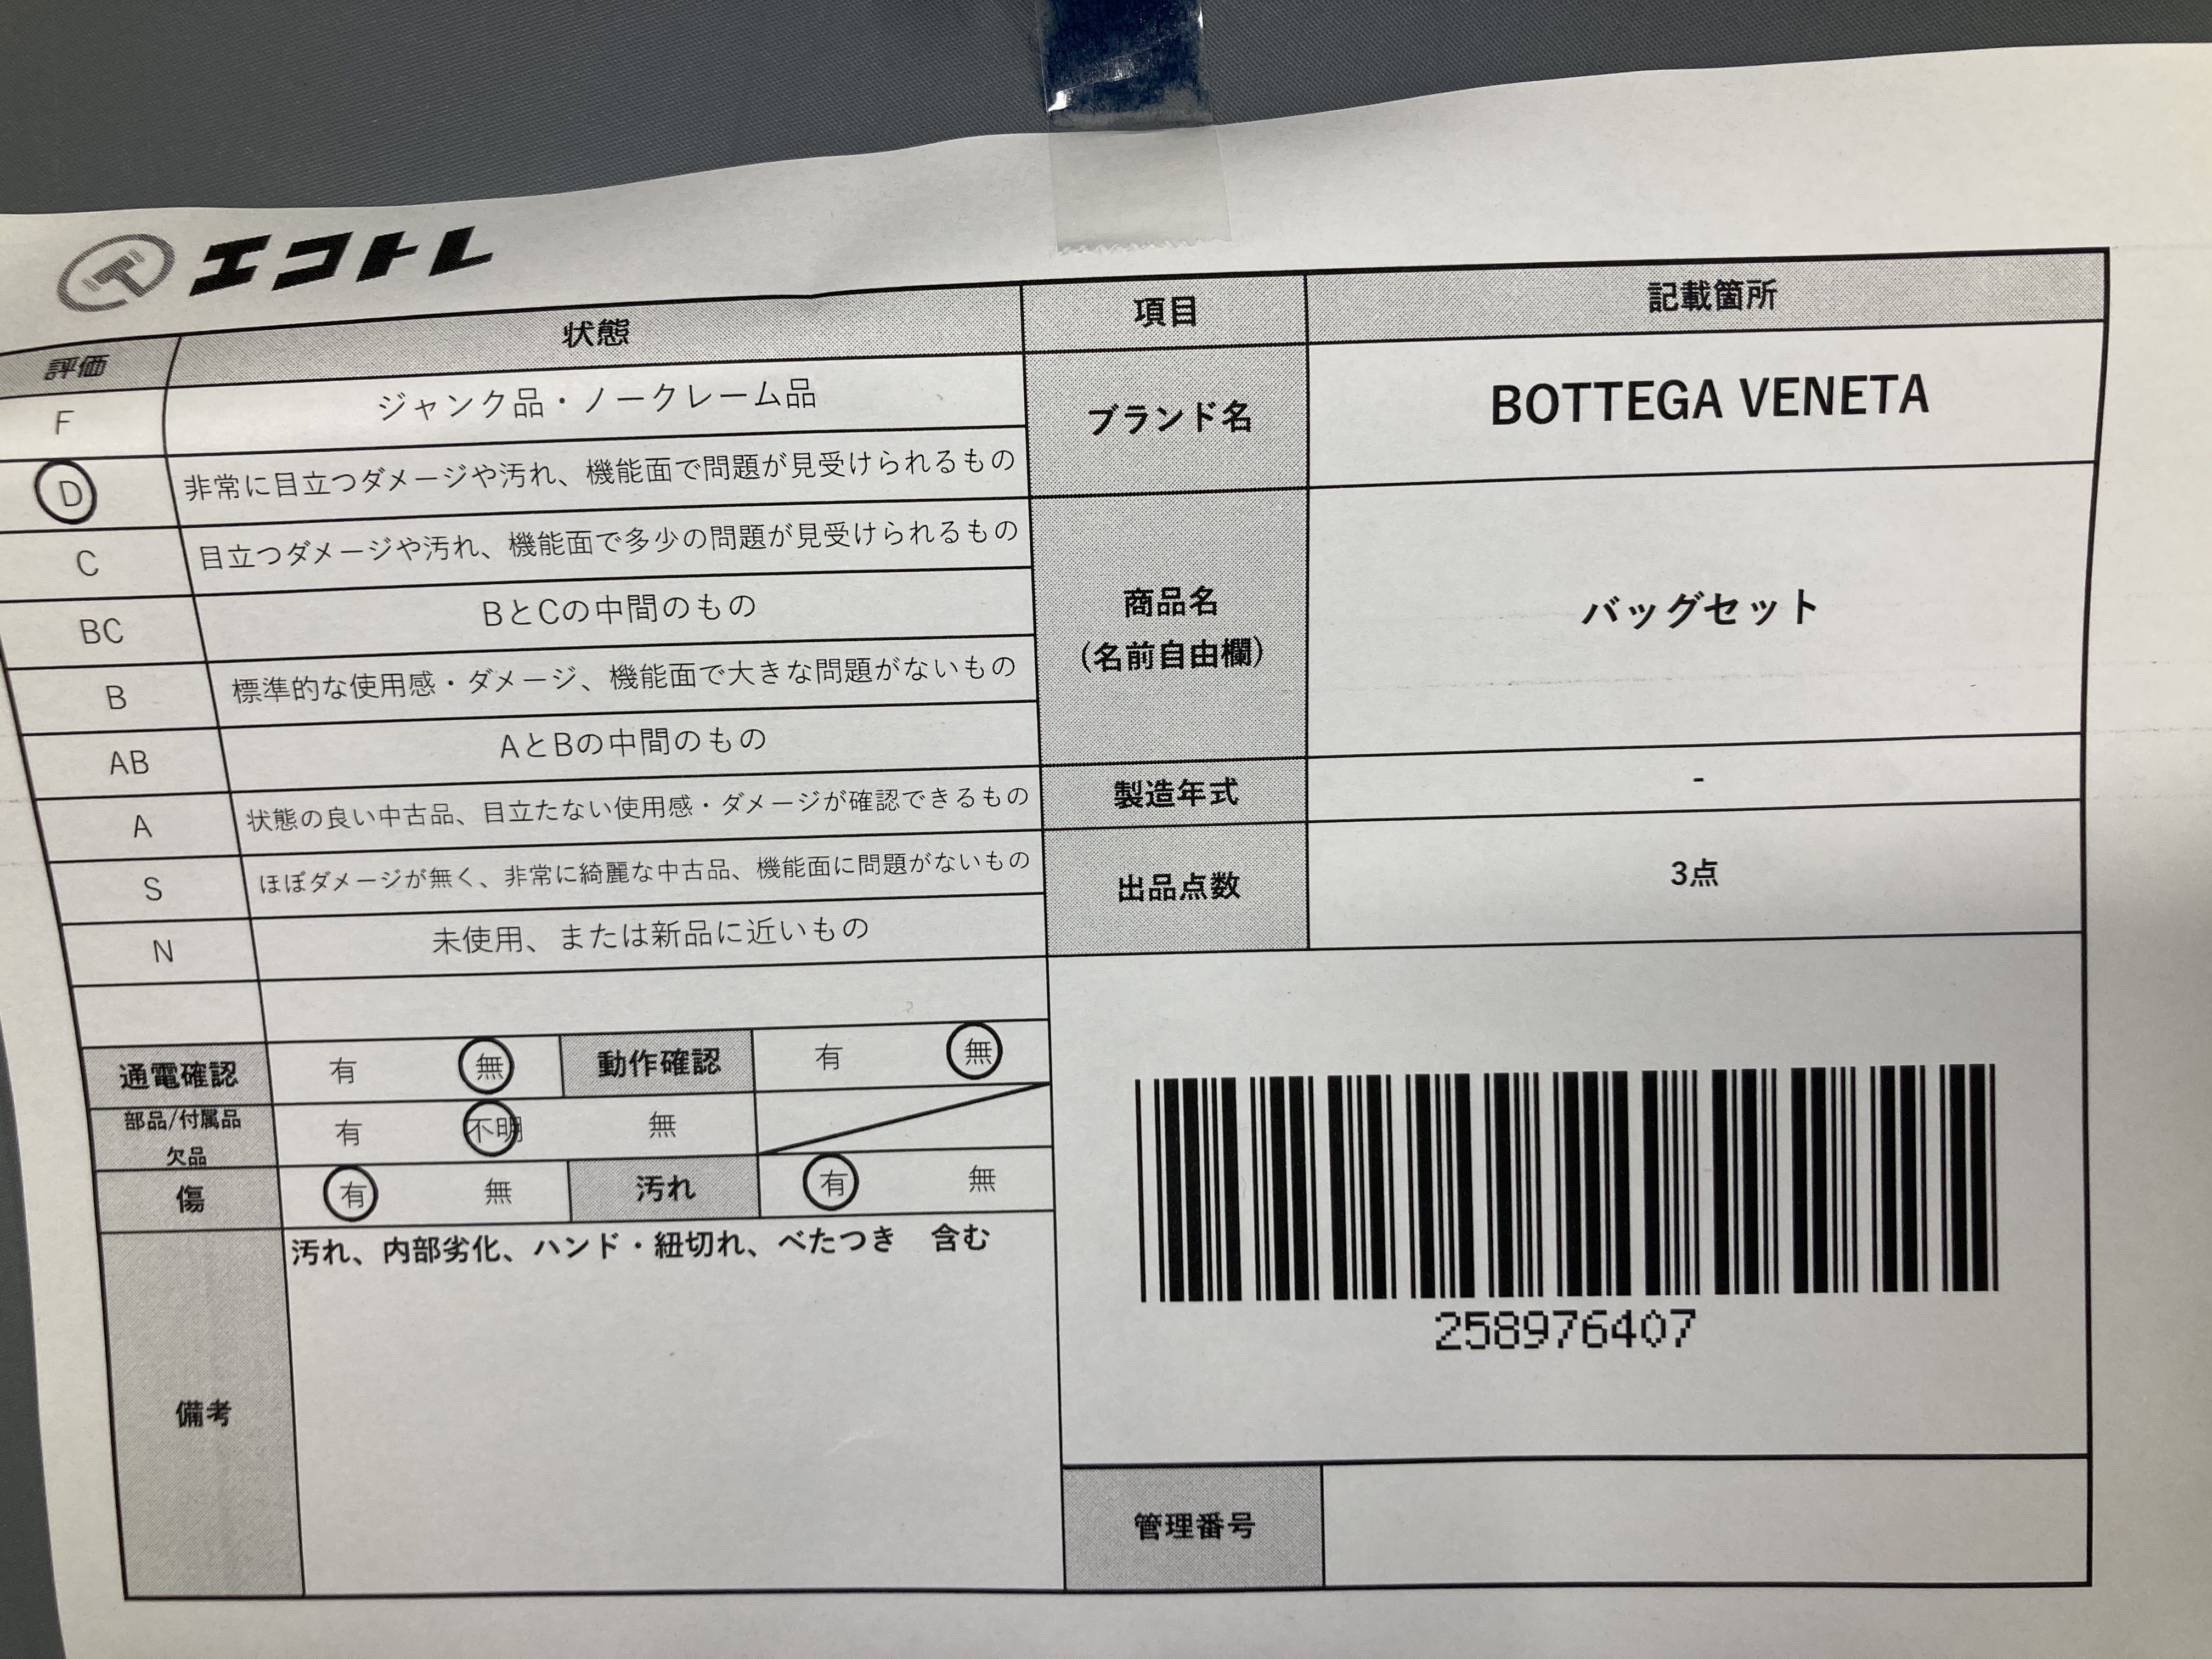 エコトレ
評価 状態
F ジャンク品・ノークレーム品
D 非常に目立つダメージや汚れ、機能面で問題が見受けられるもの
C 目立つダメージや汚れ、機能面で多少の問題が見受けられるもの
BC BとCの中間のもの
B 標準的な使用感・ダメージ、機能面で大きな問題がないもの
AB AとBの中間のもの
A 状態の良い中古品、目立たない使用感・ダメージが確認できるもの
S ほぼダメージが無く、非常に綺麗な中古品、機能面に問題がないもの
N 未使用、または新品に近いもの
通電確認 有 無 動作確認 有 無
部品/付属品
欠品 有 不明 無
傷 有 無 汚れ 有 無
備考 汚れ、内部劣化、ハンド・紐切れ、べたつき　含む
項目 記載箇所
ブランド名 BOTTEGA VENETA
商品名
(名前自由欄) バッグセット
製造年式 -
出品点数 3点
258976407
管理番号